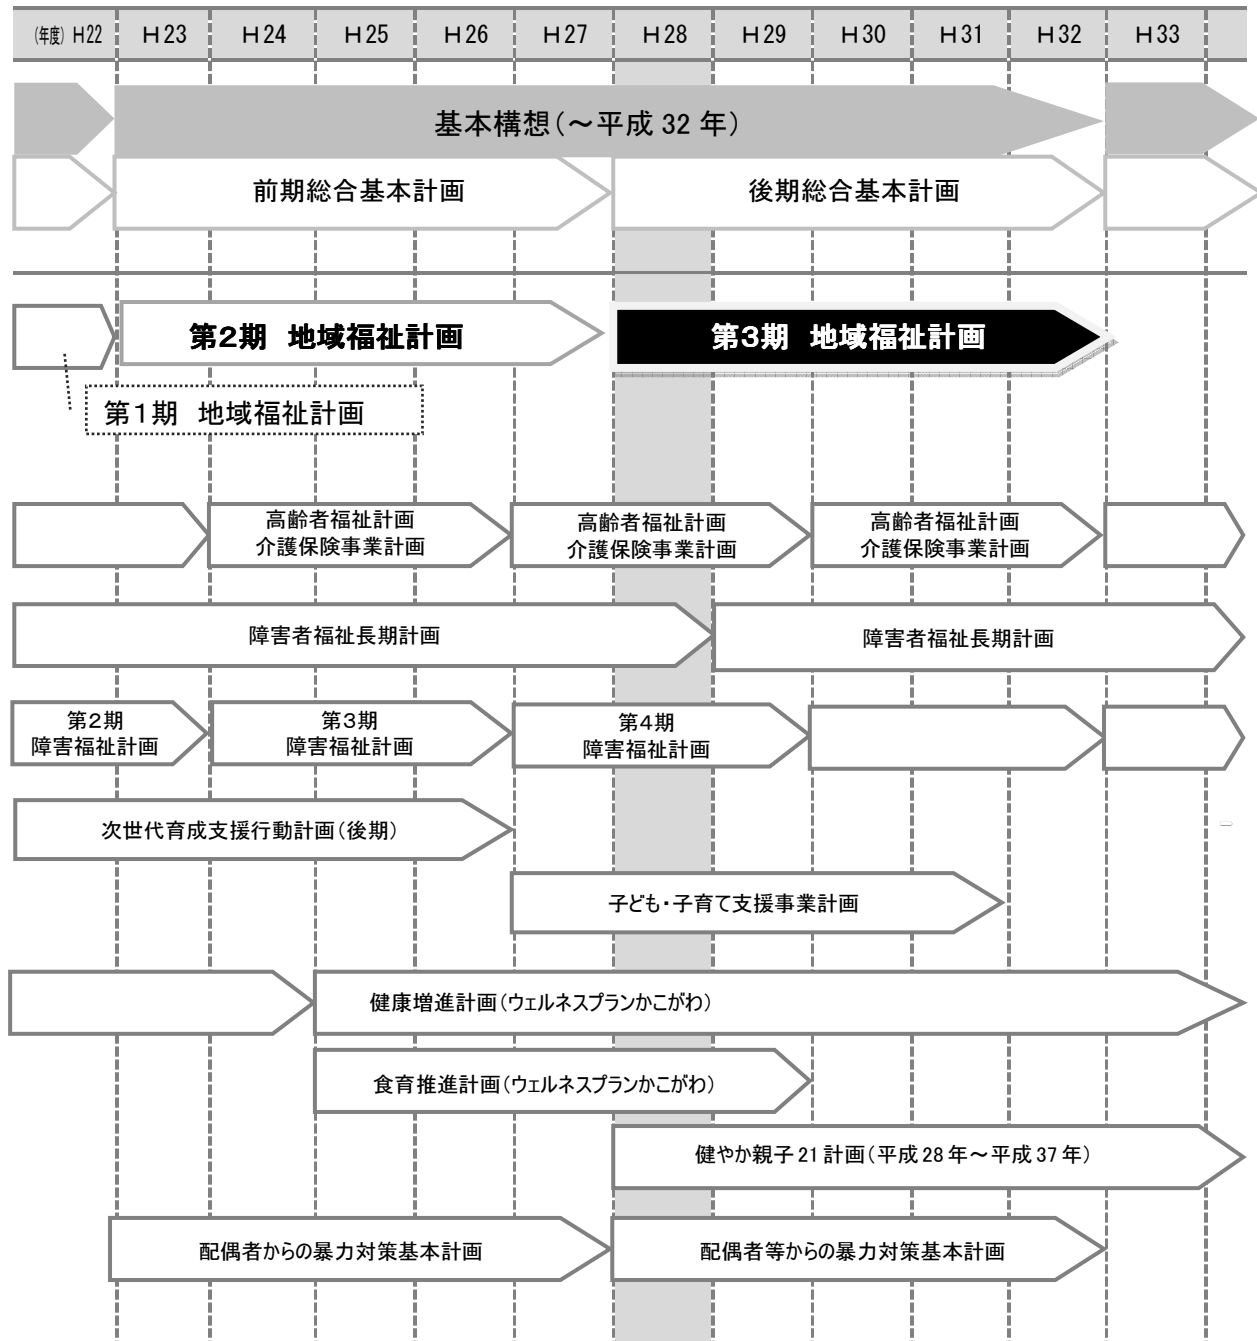 (年度) H22 H23 H24 H25 H26 H27 H28 H29 H30 H31 H32 H33
基本構想(～平成 32 年)
前期総合基本計画 後期総合基本計画
第2期 地域福祉計画 第3期 地域福祉計画
第1期 地域福祉計画
高齢者福祉計画 高齢者福祉計画 高齢者福祉計画
介護保険事業計画 介護保険事業計画 介護保険事業計画
障害者福祉長期計画 障害者福祉長期計画
第2期 第3期 第4期
障害福祉計画 障害福祉計画 障害福祉計画
次世代育成支援行動計画(後期)
子ども・子育て支援事業計画
健康増進計画(ウェルネスプランかこがわ)
食育推進計画(ウェルネスプランかこがわ)
健やか親子 21 計画(平成 28 年～平成 37 年)
配偶者からの暴力対策基本計画 配偶者等からの暴力対策基本計画